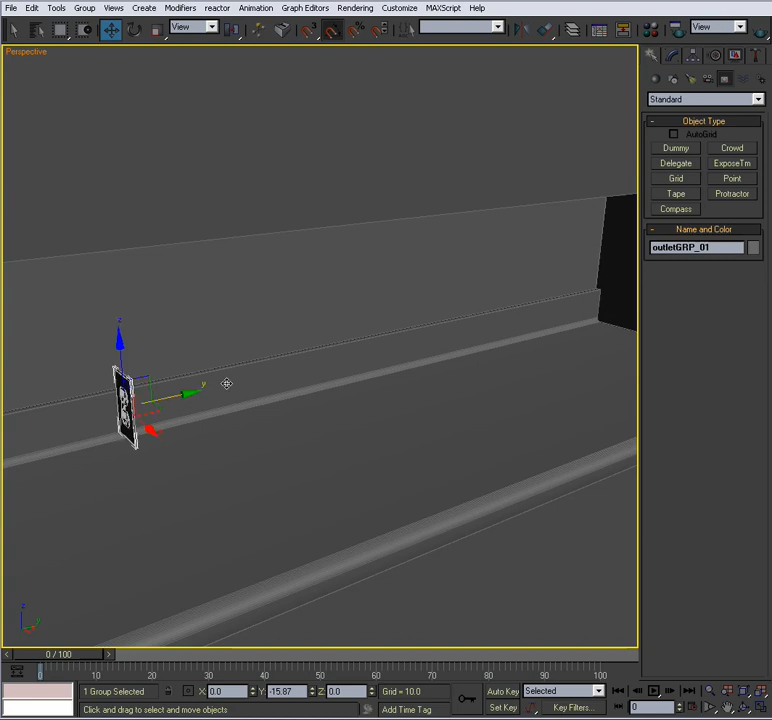 File Edit Tools Group Views Create Modifiers reactor Animation Graph Editors Rendering Customize MAXScript Help
View View
Perspective
Standard
- Object Type
AutoGrid
Dummy Crowd
Delegate ExposeTm
Grid Point
Tape Protractor
Compass
- Name and Color
outletGRP_01
z
y
z
y
< 0 / 100 >
0 10 20 30 40 50 60 70 80 90 100
1 Group Selected X: 0.0 Y: -15.87 Z: 0.0 Grid = 10.0 Auto Key Selected
Click and drag to select and move objects Add Time Tag Set Key Key Filters... 0